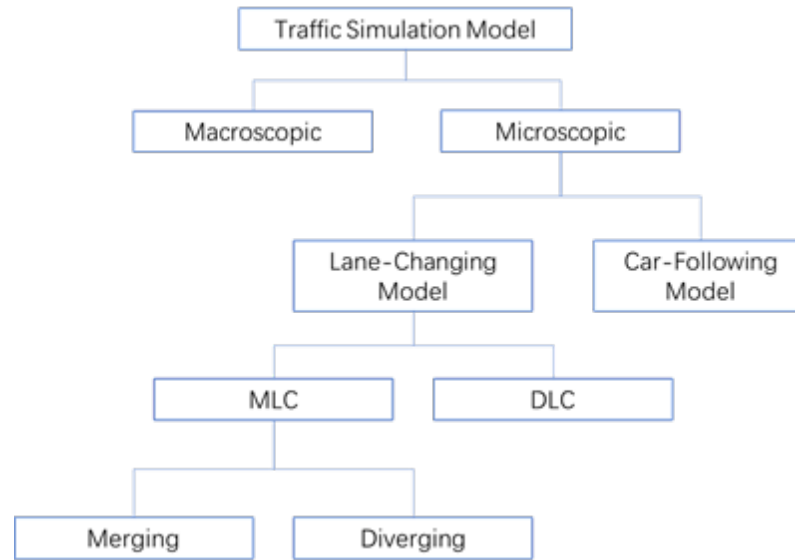 Traffic Simulation Model
Macroscopic
Microscopic
Lane-Changing
Model
Car-Following
Model
MLC
DLC
Merging
Diverging